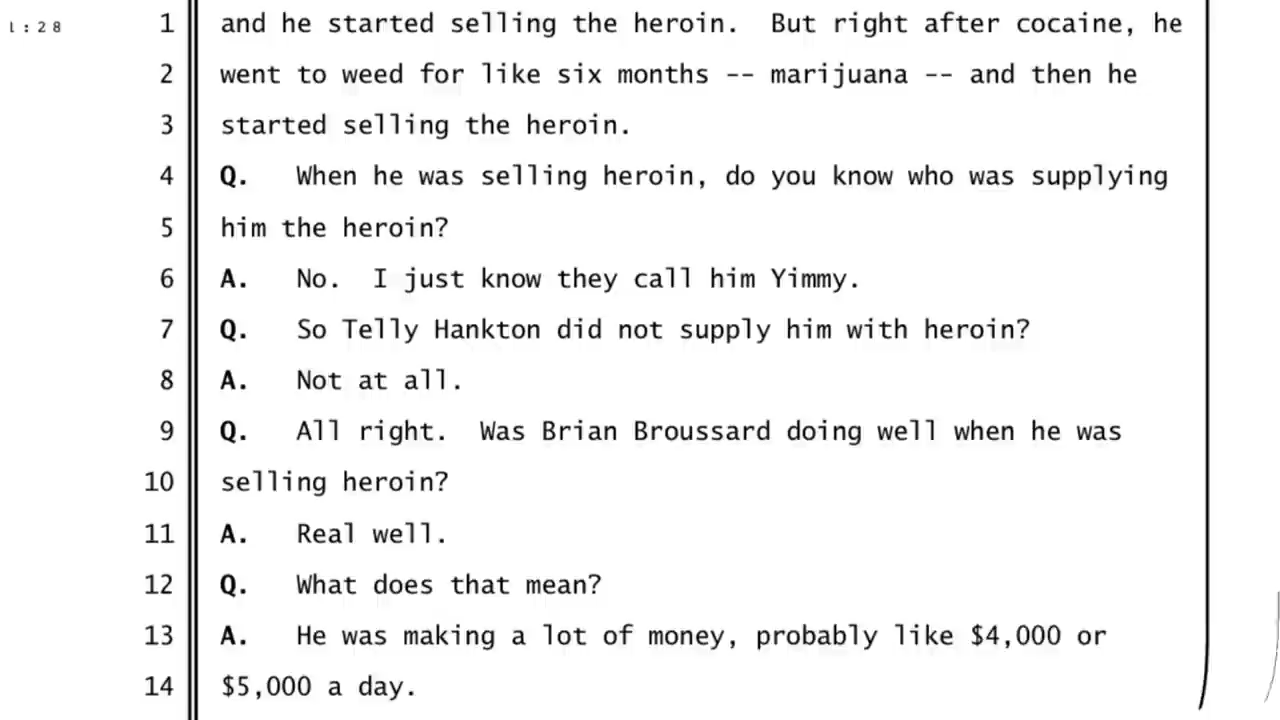 1:28 1 and he started selling the heroin. But right after cocaine, he
2 went to weed for like six months -- marijuana -- and then he
3 started selling the heroin.
4 Q. When he was selling heroin, do you know who was supplying
5 him the heroin?
6 A. No. I just know they call him Yimmy.
7 Q. So Telly Hankton did not supply him with heroin?
8 A. Not at all.
9 Q. All right. Was Brian Broussard doing well when he was
10 selling heroin?
11 A. Real well.
12 Q. What does that mean?
13 A. He was making a lot of money, probably like $4,000 or
14 $5,000 a day.